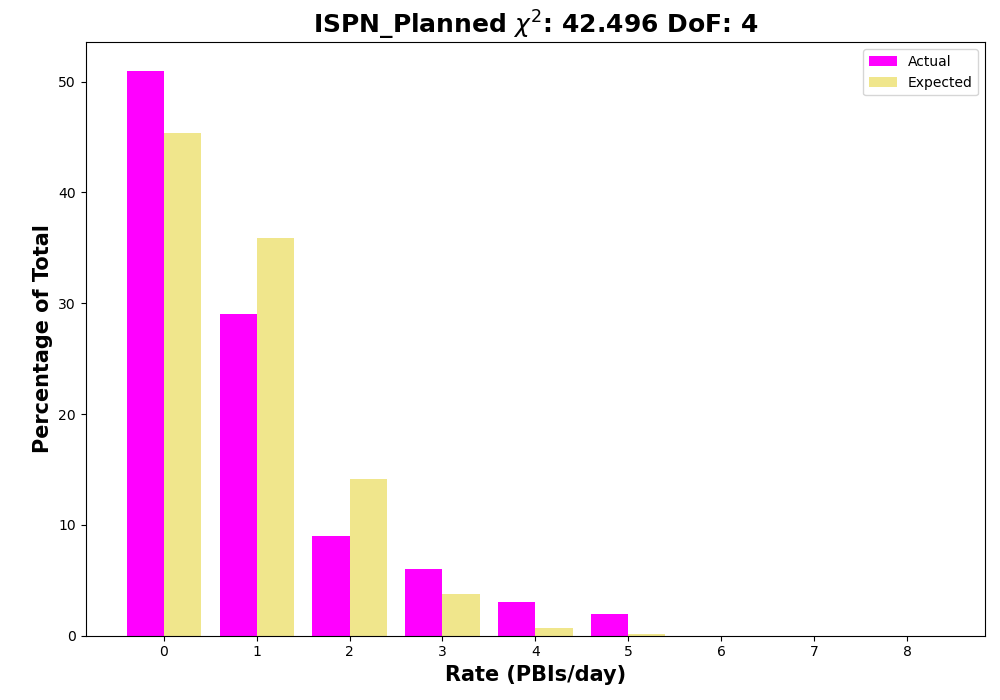 ISPN_Planned χ²: 42.496 DoF: 4
Actual
Expected
Percentage of Total
50
40
30
20
10
0
0 1 2 3 4 5 6 7 8
Rate (PBIs/day)